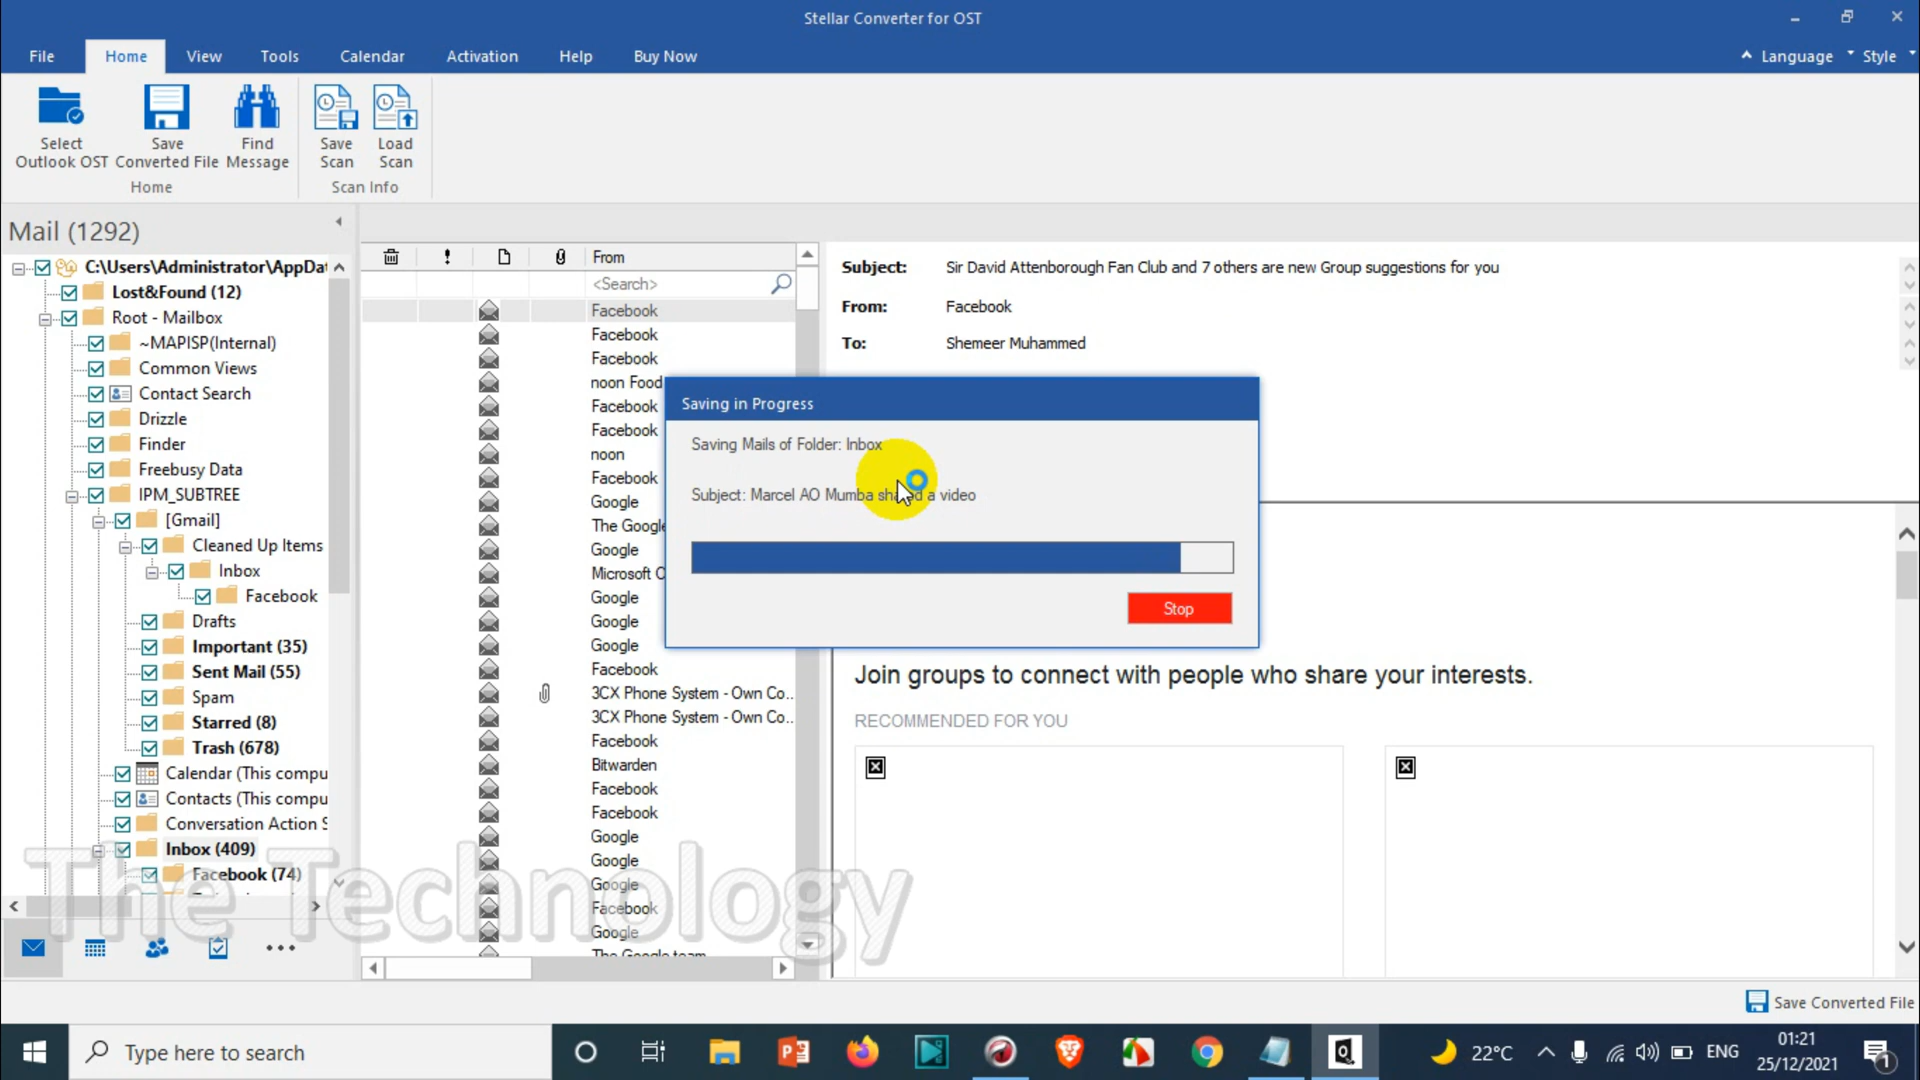 Stellar Converter for OST
File Home View Tools Calendar Activation Help Buy Now Language Style
Select
Outlook OST
Save
Converted File
Find
Message
Home
Save
Scan
Load
Scan
Scan Info
Mail (1292)
C:\Users\Administrator\AppDat
Lost&Found (12)
Root - Mailbox
~MAPISP(Internal)
Common Views
Contact Search
Drizzle
Finder
Freebusy Data
IPM_SUBTREE
[Gmail]
Cleaned Up Items
Inbox
Facebook
Drafts
Important (35)
Sent Mail (55)
Spam
Starred (8)
Trash (678)
Calendar (This compu
Contacts (This compu
Conversation Action S
Inbox (409)
Facebook (74)
From
<Search>
Facebook
Facebook
Facebook
noon Food
Facebook
Facebook
noon
Facebook
Google
The Google
Google
Microsoft O
Google
Google
Google
Facebook
3CX Phone System - Own Co..
3CX Phone System - Own Co..
Facebook
Bitwarden
Facebook
Facebook
Google
Google
Google
Facebook
Google
The Google team
Subject: Sir David Attenborough Fan Club and 7 others are new Group suggestions for you
From: Facebook
To: Shemeer Muhammed
Saving in Progress
Saving Mails of Folder: Inbox
Subject: Marcel AO Mumba shared a video
Stop
Join groups to connect with people who share your interests.
RECOMMENDED FOR YOU
The Technology
Save Converted File
Type here to search
22°C
ENG
01:21
25/12/2021
1